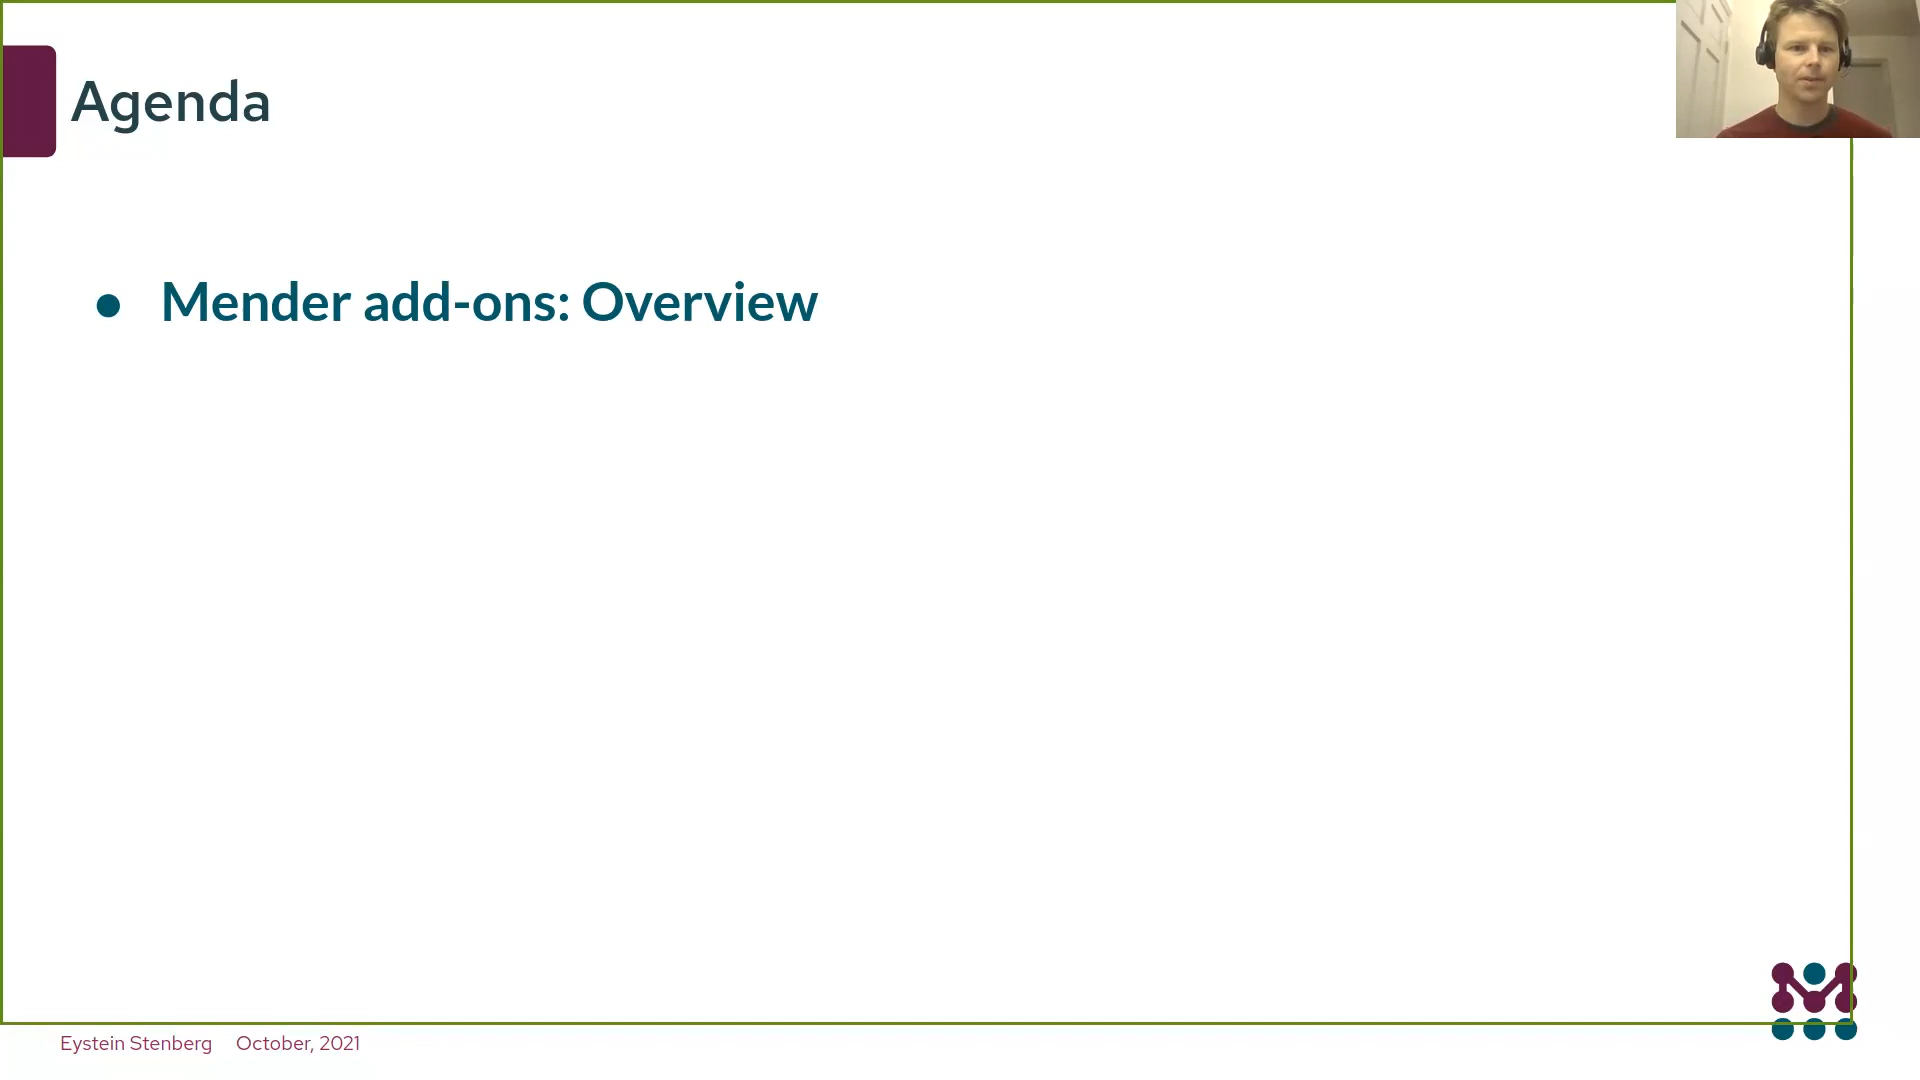 Agenda
● Mender add-ons: Overview
Eystein Stenberg October, 2021